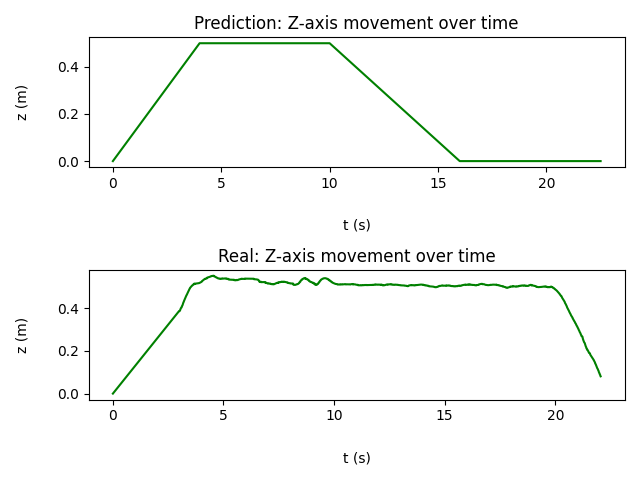 Prediction: Z-axis movement over time
z (m)
0.4
0.2
0.0
0 5 10 15 20
t (s)
Real: Z-axis movement over time
z (m)
0.4
0.2
0.0
0 5 10 15 20
t (s)